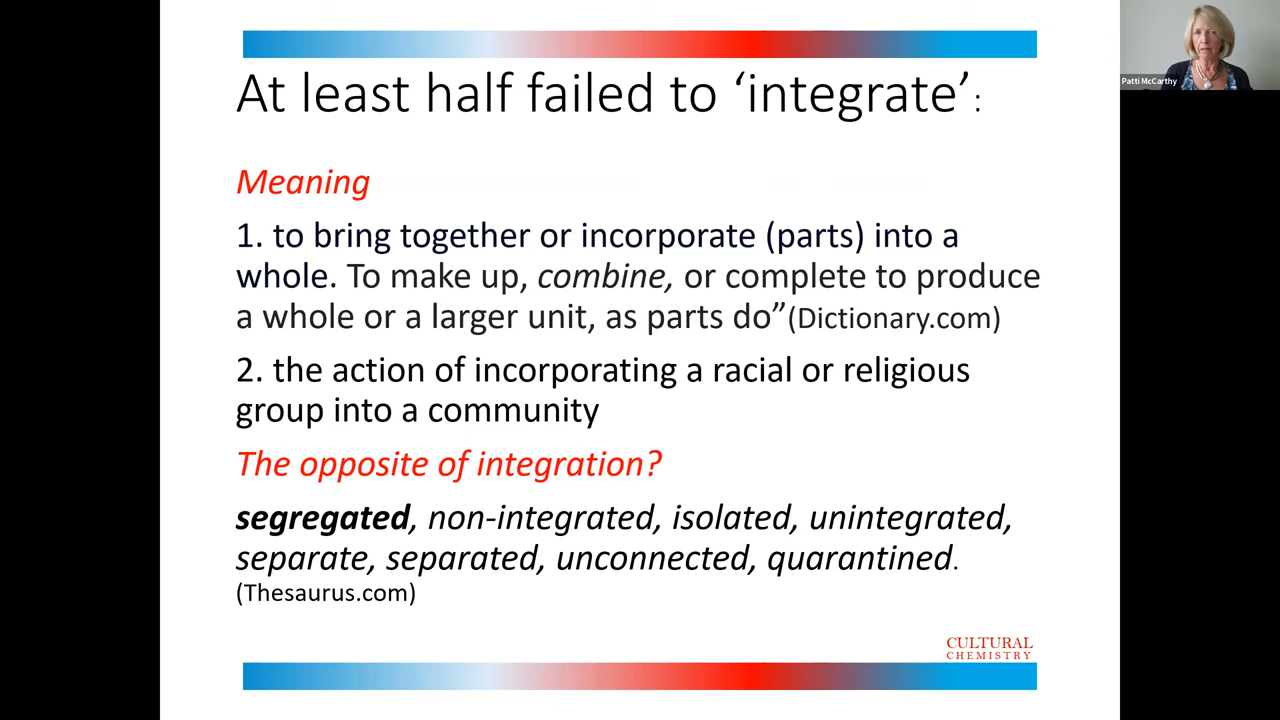 At least half failed to ‘integrate’:
Patti McCarthy
Meaning
1. to bring together or incorporate (parts) into a
whole. To make up, combine, or complete to produce
a whole or a larger unit, as parts do”(Dictionary.com)
2. the action of incorporating a racial or religious
group into a community
The opposite of integration?
segregated, non-integrated, isolated, unintegrated,
separate, separated, unconnected, quarantined.
(Thesaurus.com)
CULTURAL
CHEMISTRY